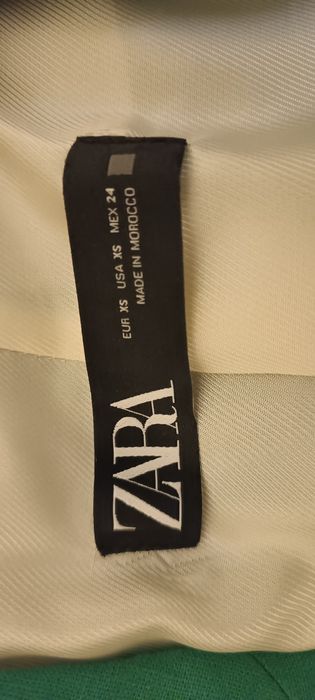 ZARA
EUR XS USA XS MEX 24
MADE IN MOROCCO